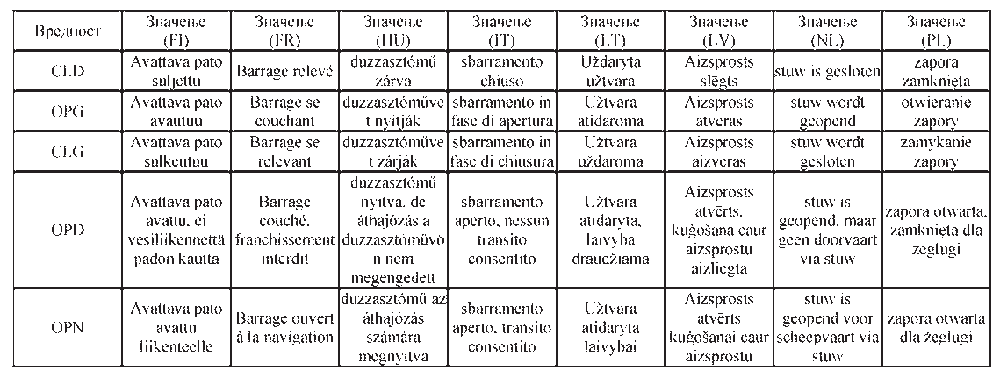 Вредност
Значење
(FI)
Значење
(FR)
Значење
(HU)
Значење
(IT)
Значење
(LT)
Значење
(LV)
Значење
(NL)
Значење
(PL)
CLD
Avattava pato
suljettu
Barrage relevé
duzzasztómű
zárva
sbarramento
chiuso
Uždaryta
užtvara
Aizsprosts
slēgts
stuw is gesloten
zapora
zamknięta
OPG
Avattava pato
avautuu
Barrage se
couchant
duzzasztóműve
t nyitják
sbarramento in
fase di apertura
Užtvara
atidaroma
Aizsprosts
atveras
stuw wordt
geopend
otwieranie
zapory
CLG
Avattava pato
sulkeutuu
Barrage se
relevant
duzzasztóműve
t zárják
sbarramento in
fase di chiusura
Užtvara
uždaroma
Aizsprosts
aizveras
stuw wordt
gesloten
zamykanie
zapory
OPD
Avattava pato
avattu, ei
vesiliikennettä
padon kautta
Barrage
couché,
franchissement
interdit
duzzasztómű
nyitva, de
áthajózás a
duzzasztóművö
n nem
megengedett
sbarramento
aperto, nessun
transito
consentito
Užtvara
atidaryta,
laivyba
draudžiama
Aizsprosts
atvērts,
kuģošana caur
aizsprostu
aizliegta
stuw is
geopend, maar
geen doorvaart
via stuw
zapora otwarta,
zamknięta dla
żeglugi
OPN
Avattava pato
avattu
liikenteelle
Barrage ouvert
à la navigation
duzzasztómű az
áthajózás
számára
megnyitva
sbarramento
aperto, transito
consentito
Užtvara
atidaryta
laivybai
Aizsprosts
atvērts
kuģošanai caur
aizsprostu
stuw is
geopend voor
scheepvaart via
stuw
zapora otwarta
dla żeglugi